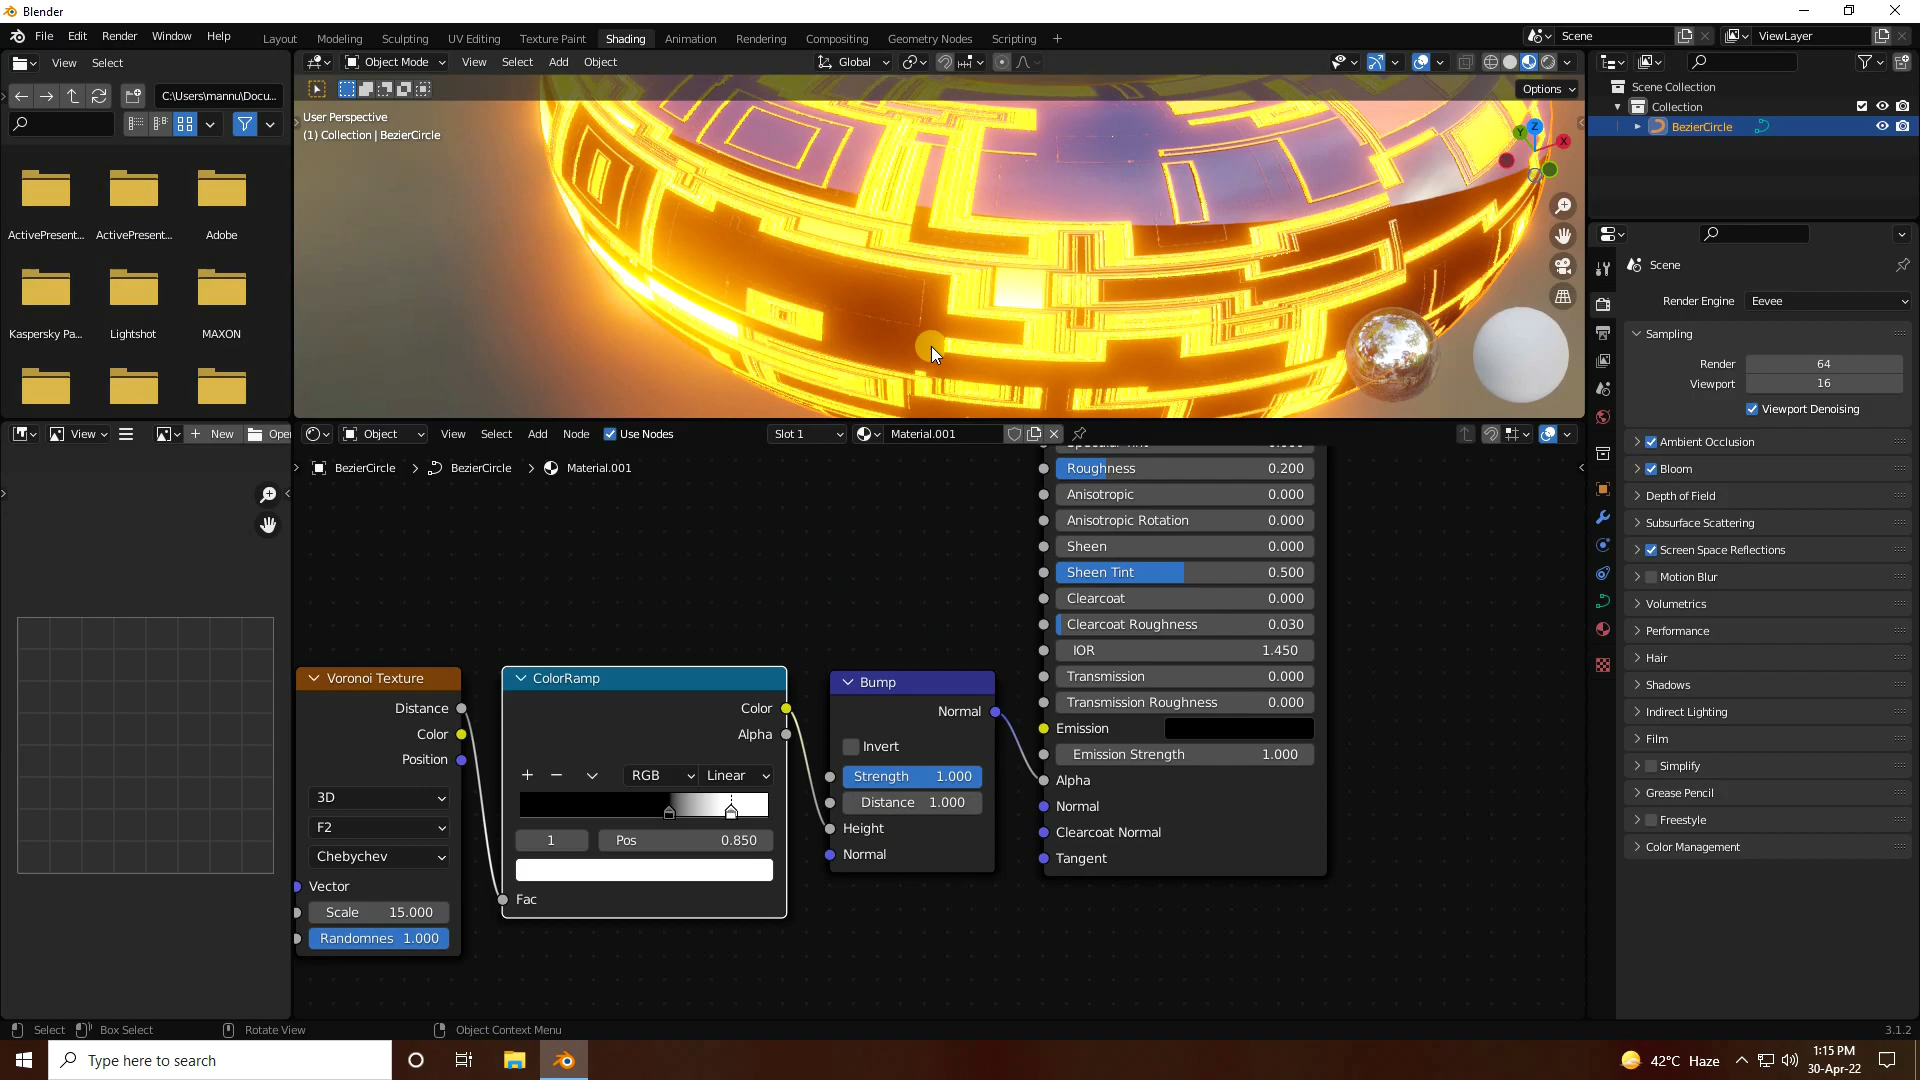 Blender
File Edit Render Window Help
Layout Modeling Sculpting UV Editing Texture Paint Shading Animation Rendering Compositing Geometry Nodes Scripting +
Scene
ViewLayer
View Select
C:\Users\mannu\Docu...
ActivePresent...
ActivePresent...
Adobe
Kaspersky Pa...
Lightshot
MAXON
Object Mode
View Select Add Object
Global
Options
User Perspective
(1) Collection | BezierCircle
Z
Y
X
Scene Collection
Collection
BezierCircle
Scene
Render Engine
Eevee
Sampling
Render 64
Viewport 16
Viewport Denoising
Ambient Occlusion
Bloom
Depth of Field
Subsurface Scattering
Screen Space Reflections
Motion Blur
Volumetrics
Performance
Hair
Shadows
Indirect Lighting
Film
Simplify
Grease Pencil
Freestyle
Color Management
View
+ New
Open
Object
View Select Add Node
Use Nodes
Slot 1
Material.001
BezierCircle > BezierCircle > Material.001
Voronoi Texture
Distance
Color
Position
3D
F2
Chebychev
Vector
Scale 15.000
Randomnes 1.000
ColorRamp
Color
Alpha
+ −
RGB
Linear
1
Pos 0.850
Fac
Bump
Normal
Invert
Strength 1.000
Distance 1.000
Height
Normal
Roughness 0.200
Anisotropic 0.000
Anisotropic Rotation 0.000
Sheen 0.000
Sheen Tint 0.500
Clearcoat 0.000
Clearcoat Roughness 0.030
IOR 1.450
Transmission 0.000
Transmission Roughness 0.000
Emission
Emission Strength 1.000
Alpha
Normal
Clearcoat Normal
Tangent
Select
Box Select
Rotate View
Object Context Menu
3.1.2
Type here to search
42°C Haze
1:15 PM
30-Apr-22